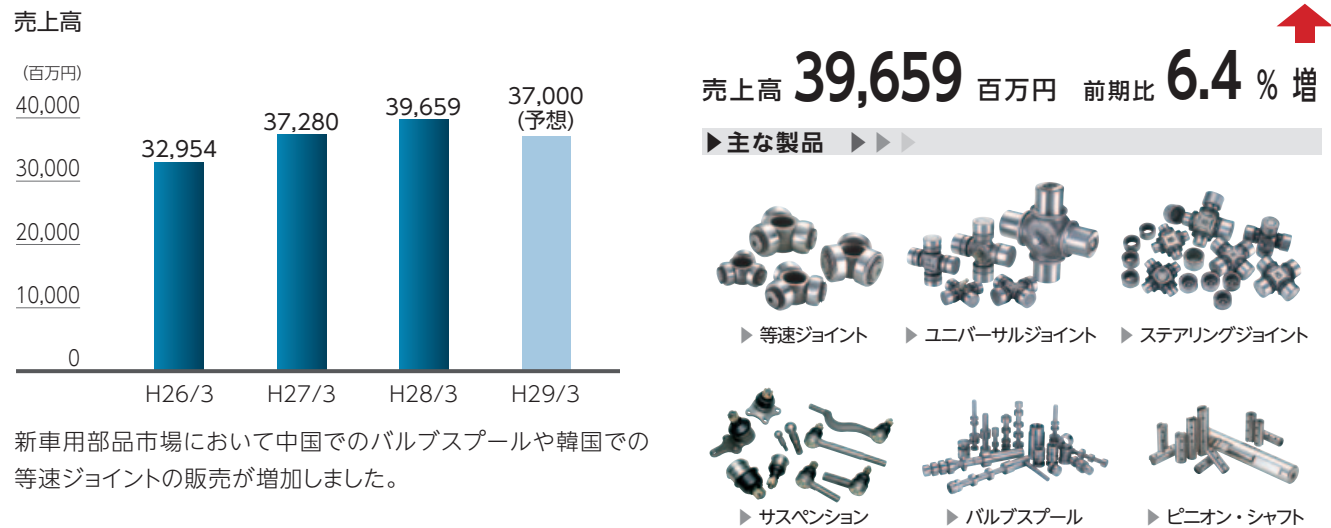 売上高
(百万円)
40,000
30,000
20,000
10,000
0
32,954
37,280
39,659
37,000
(予想)
H26/3 H27/3 H28/3 H29/3
新車用部品市場において中国でのバルブスプールや韓国での
等速ジョイントの販売が増加しました。
売上高 39,659 百万円 前期比 6.4 % 増
▶主な製品 ▶ ▶ ▶
▶ 等速ジョイント ▶ ユニバーサルジョイント ▶ ステアリングジョイント
▶ サスペンション ▶ バルブスプール ▶ ピニオン・シャフト